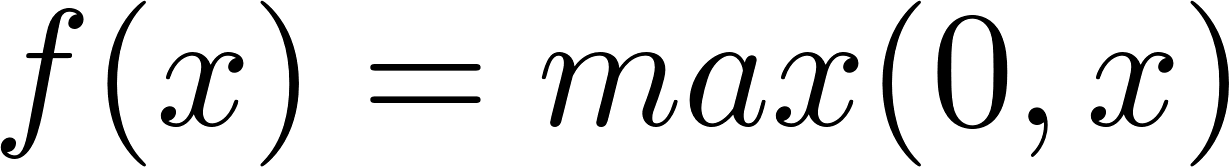 f(x) = max(0, x)